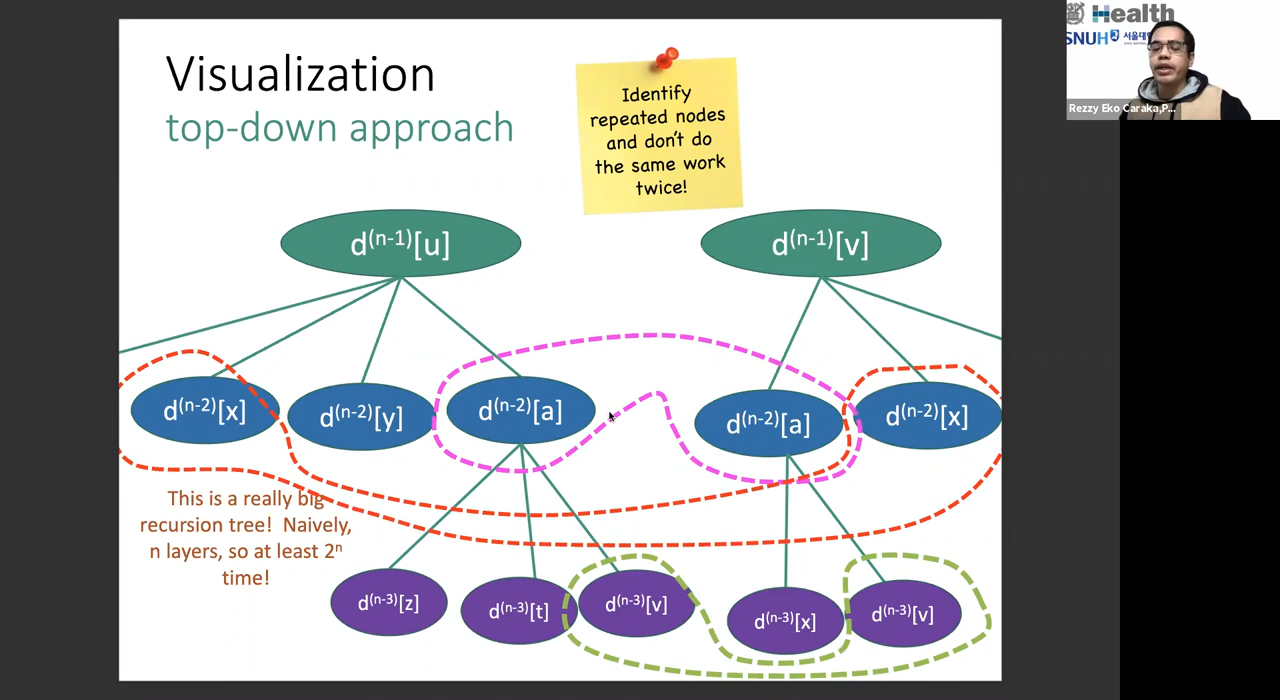 Visualization
top-down approach
Identify
repeated nodes
and don't do
the same work
twice!
d(n-1)[u]
d(n-1)[v]
d(n-2)[x]
d(n-2)[y]
d(n-2)[a]
d(n-2)[a]
d(n-2)[x]
This is a really big
recursion tree! Naively,
n layers, so at least 2ⁿ
time!
d(n-3)[z]
d(n-3)[t]
d(n-3)[v]
d(n-3)[x]
d(n-3)[v]
Health
SNUH 서울대
Rezzy Eko Caraka,P...